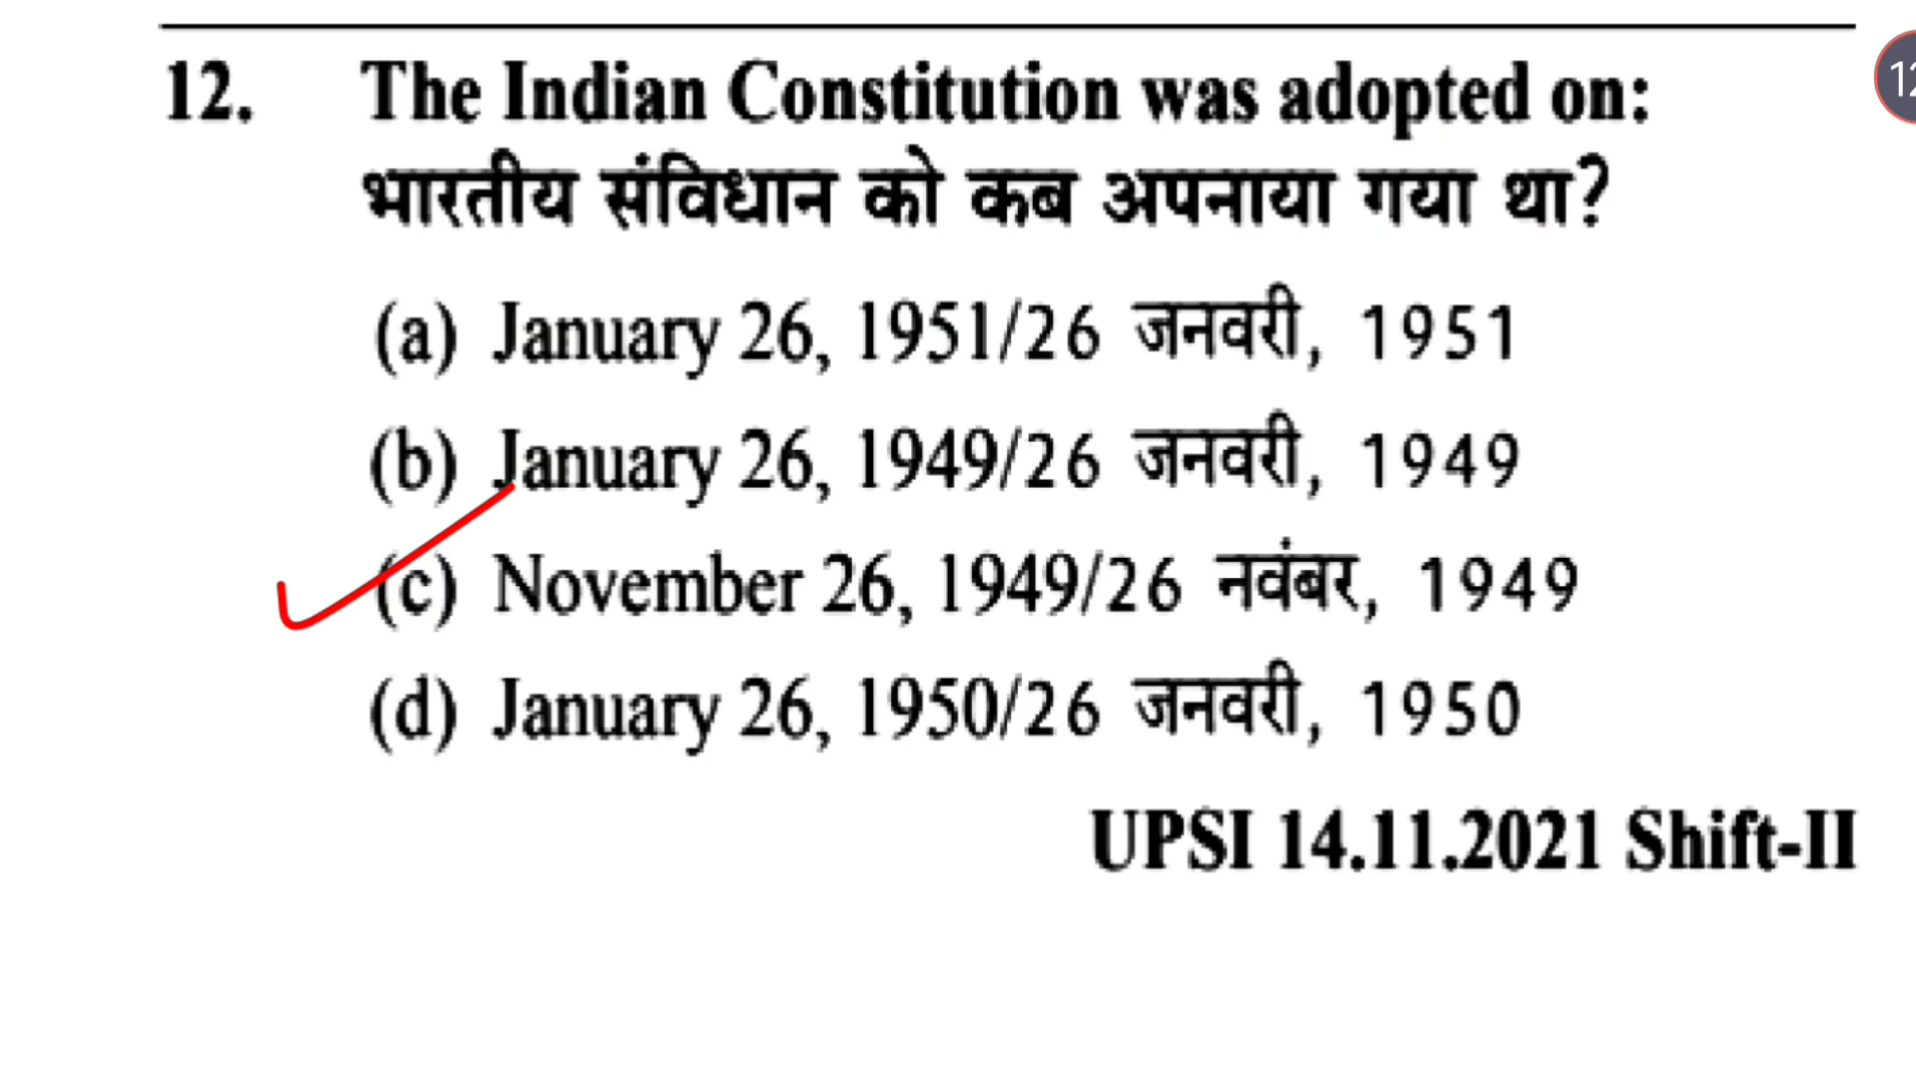 12. The Indian Constitution was adopted on:
भारतीय संविधान को कब अपनाया गया था?
(a) January 26, 1951/26 जनवरी, 1951
(b) January 26, 1949/26 जनवरी, 1949
(c) November 26, 1949/26 नवंबर, 1949
(d) January 26, 1950/26 जनवरी, 1950
UPSI 14.11.2021 Shift-II